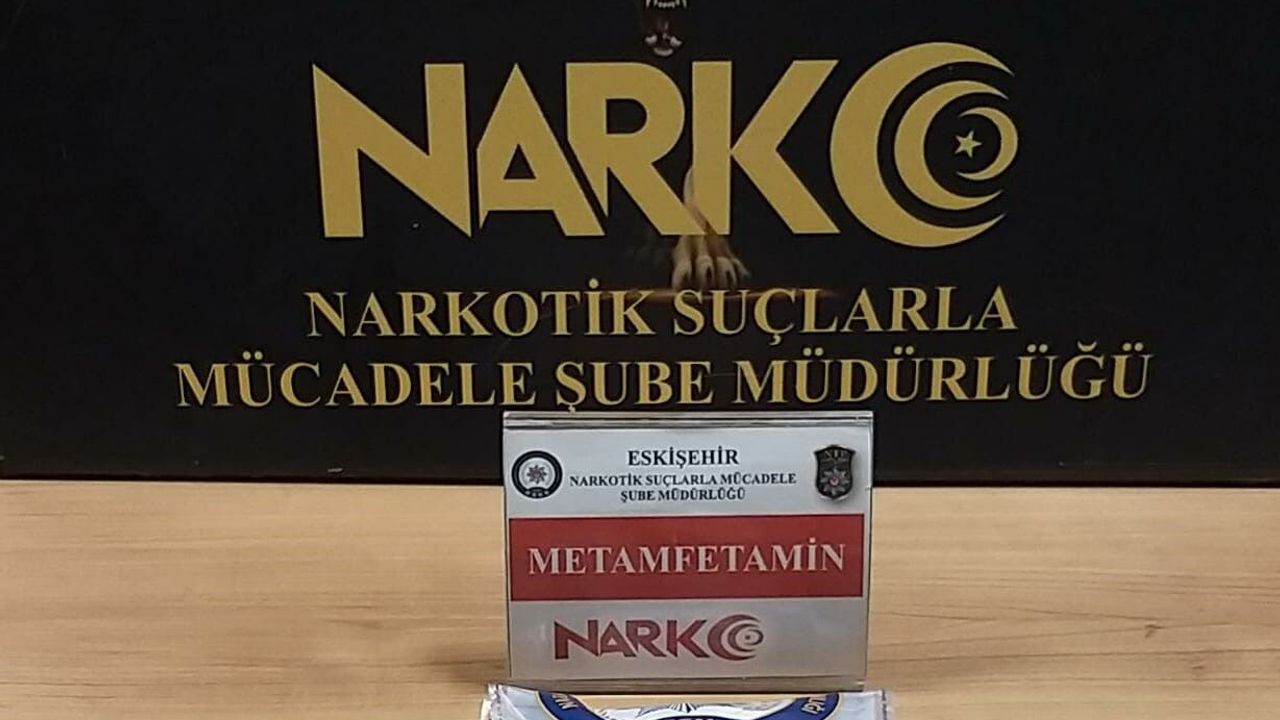 NARKO
NARKOTİK SUÇLARLA
MÜCADELE ŞUBE MÜDÜRLÜĞÜ
ESKİŞEHİR
NARKOTİK SUÇLARLA MÜCADELE
ŞUBE MÜDÜRLÜĞÜ
METAMFETAMİN
NARKO